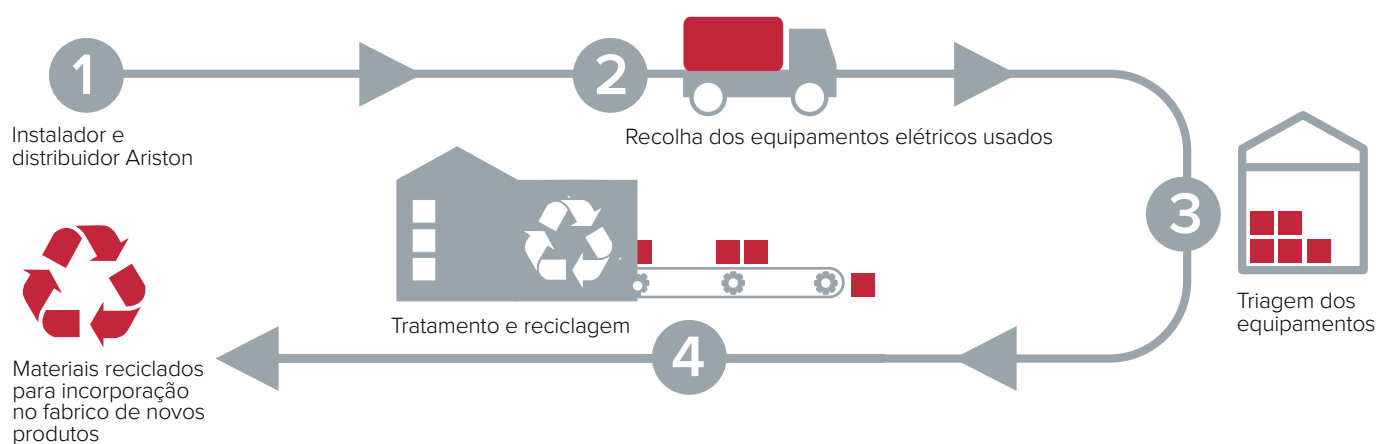 1
Instalador e
distribuidor Ariston
2
Recolha dos equipamentos elétricos usados
3
Triagem dos
equipamentos
4
Tratamento e reciclagem
Materiais reciclados
para incorporação
no fabrico de novos
produtos